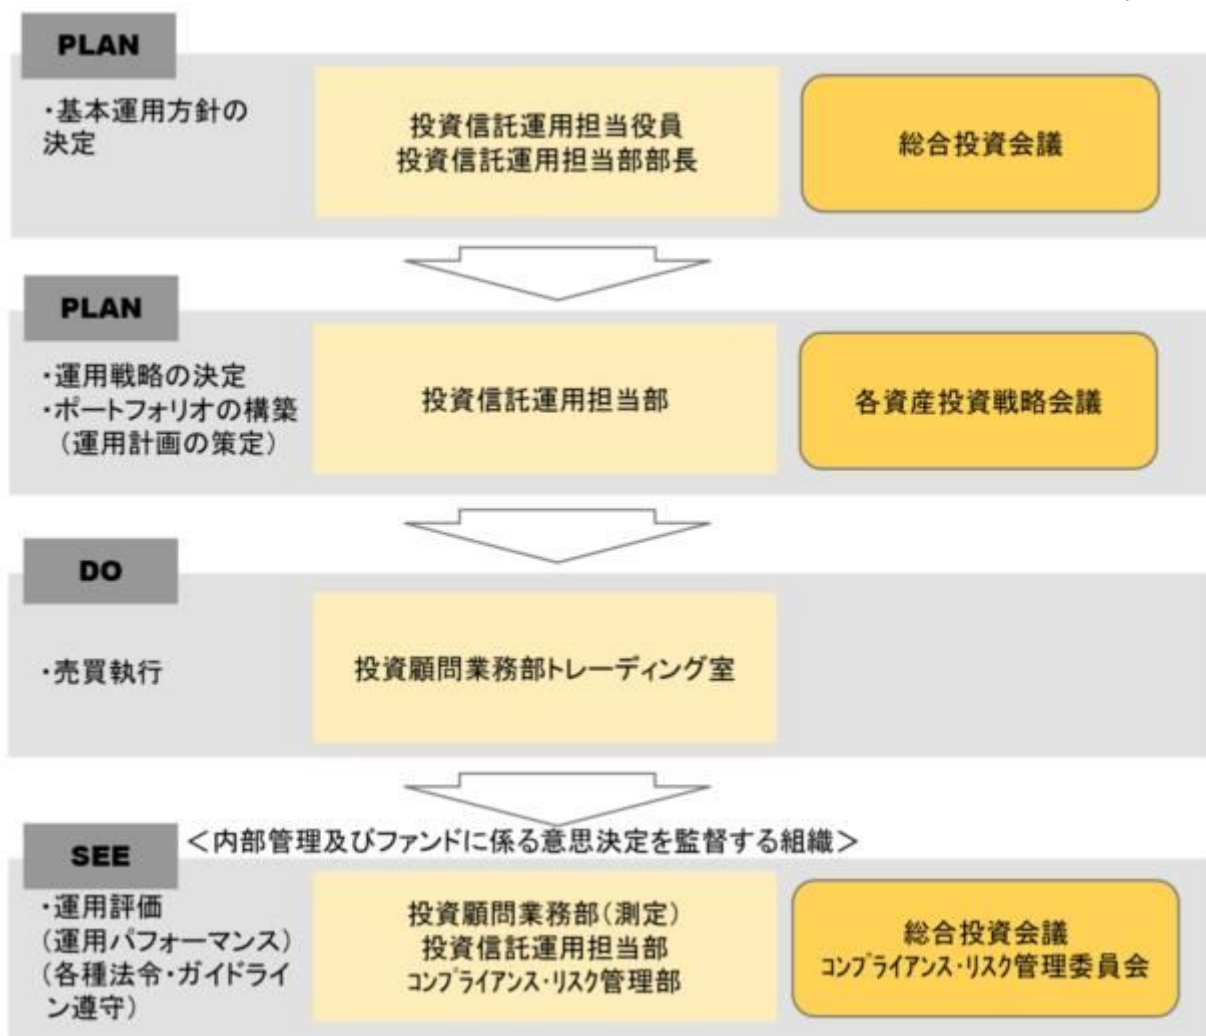 PLAN
・基本運用方針の
決定
投資信託運用担当役員
投資信託運用担当部部長
総合投資会議
PLAN
・運用戦略の決定
・ポートフォリオの構築
（運用計画の策定）
投資信託運用担当部
各資産投資戦略会議
DO
・売買執行
投資顧問業務部トレーディング室
SEE
＜内部管理及びファンドに係る意思決定を監督する組織＞
・運用評価
（運用パフォーマンス）
（各種法令・ガイドライ
ン遵守）
投資顧問業務部（測定）
投資信託運用担当部
ｺﾝﾌﾟﾗｲｱﾝｽ・ﾘｽｸ管理部
総合投資会議
ｺﾝﾌﾟﾗｲｱﾝｽ・ﾘｽｸ管理委員会